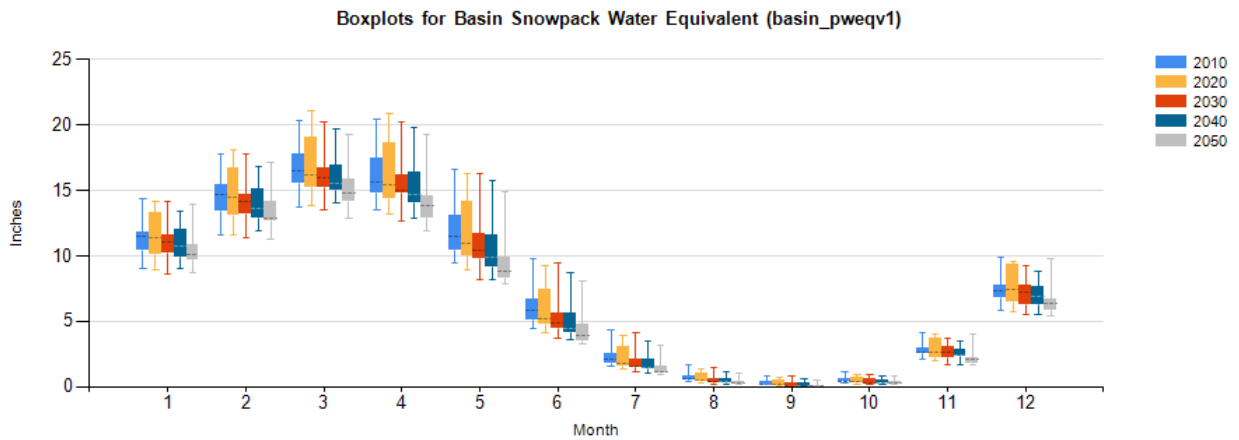 Boxplots for Basin Snowpack Water Equivalent (basin_pweqv1)
25
20
15
10
5
0
Inches
1 2 3 4 5 6 7 8 9 10 11 12
Month
2010
2020
2030
2040
2050